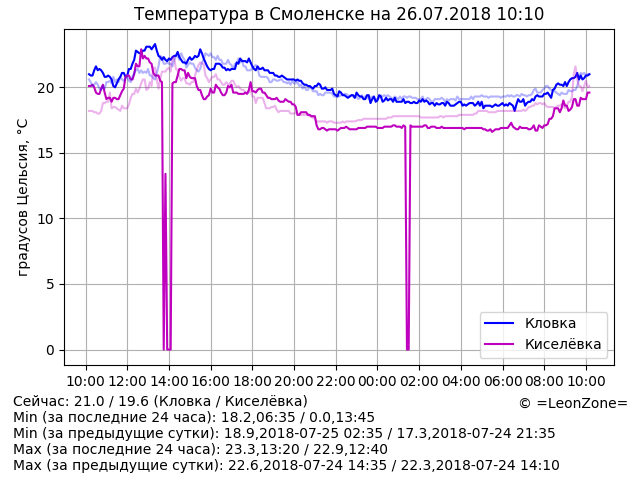 Температура в Смоленске на 26.07.2018 10:10
градусов Цельсия, °C
20
15
10
5
0
Кловка
Киселёвка
10:00 12:00 14:00 16:00 18:00 20:00 22:00 00:00 02:00 04:00 06:00 08:00 10:00
Сейчас: 21.0 / 19.6 (Кловка / Киселёвка)
© =LeonZone=
Min (за последние 24 часа): 18.2,06:35 / 0.0,13:45
Min (за предыдущие сутки): 18.9,2018-07-25 02:35 / 17.3,2018-07-24 21:35
Max (за последние 24 часа): 23.3,13:20 / 22.9,12:40
Max (за предыдущие сутки): 22.6,2018-07-24 14:35 / 22.3,2018-07-24 14:10